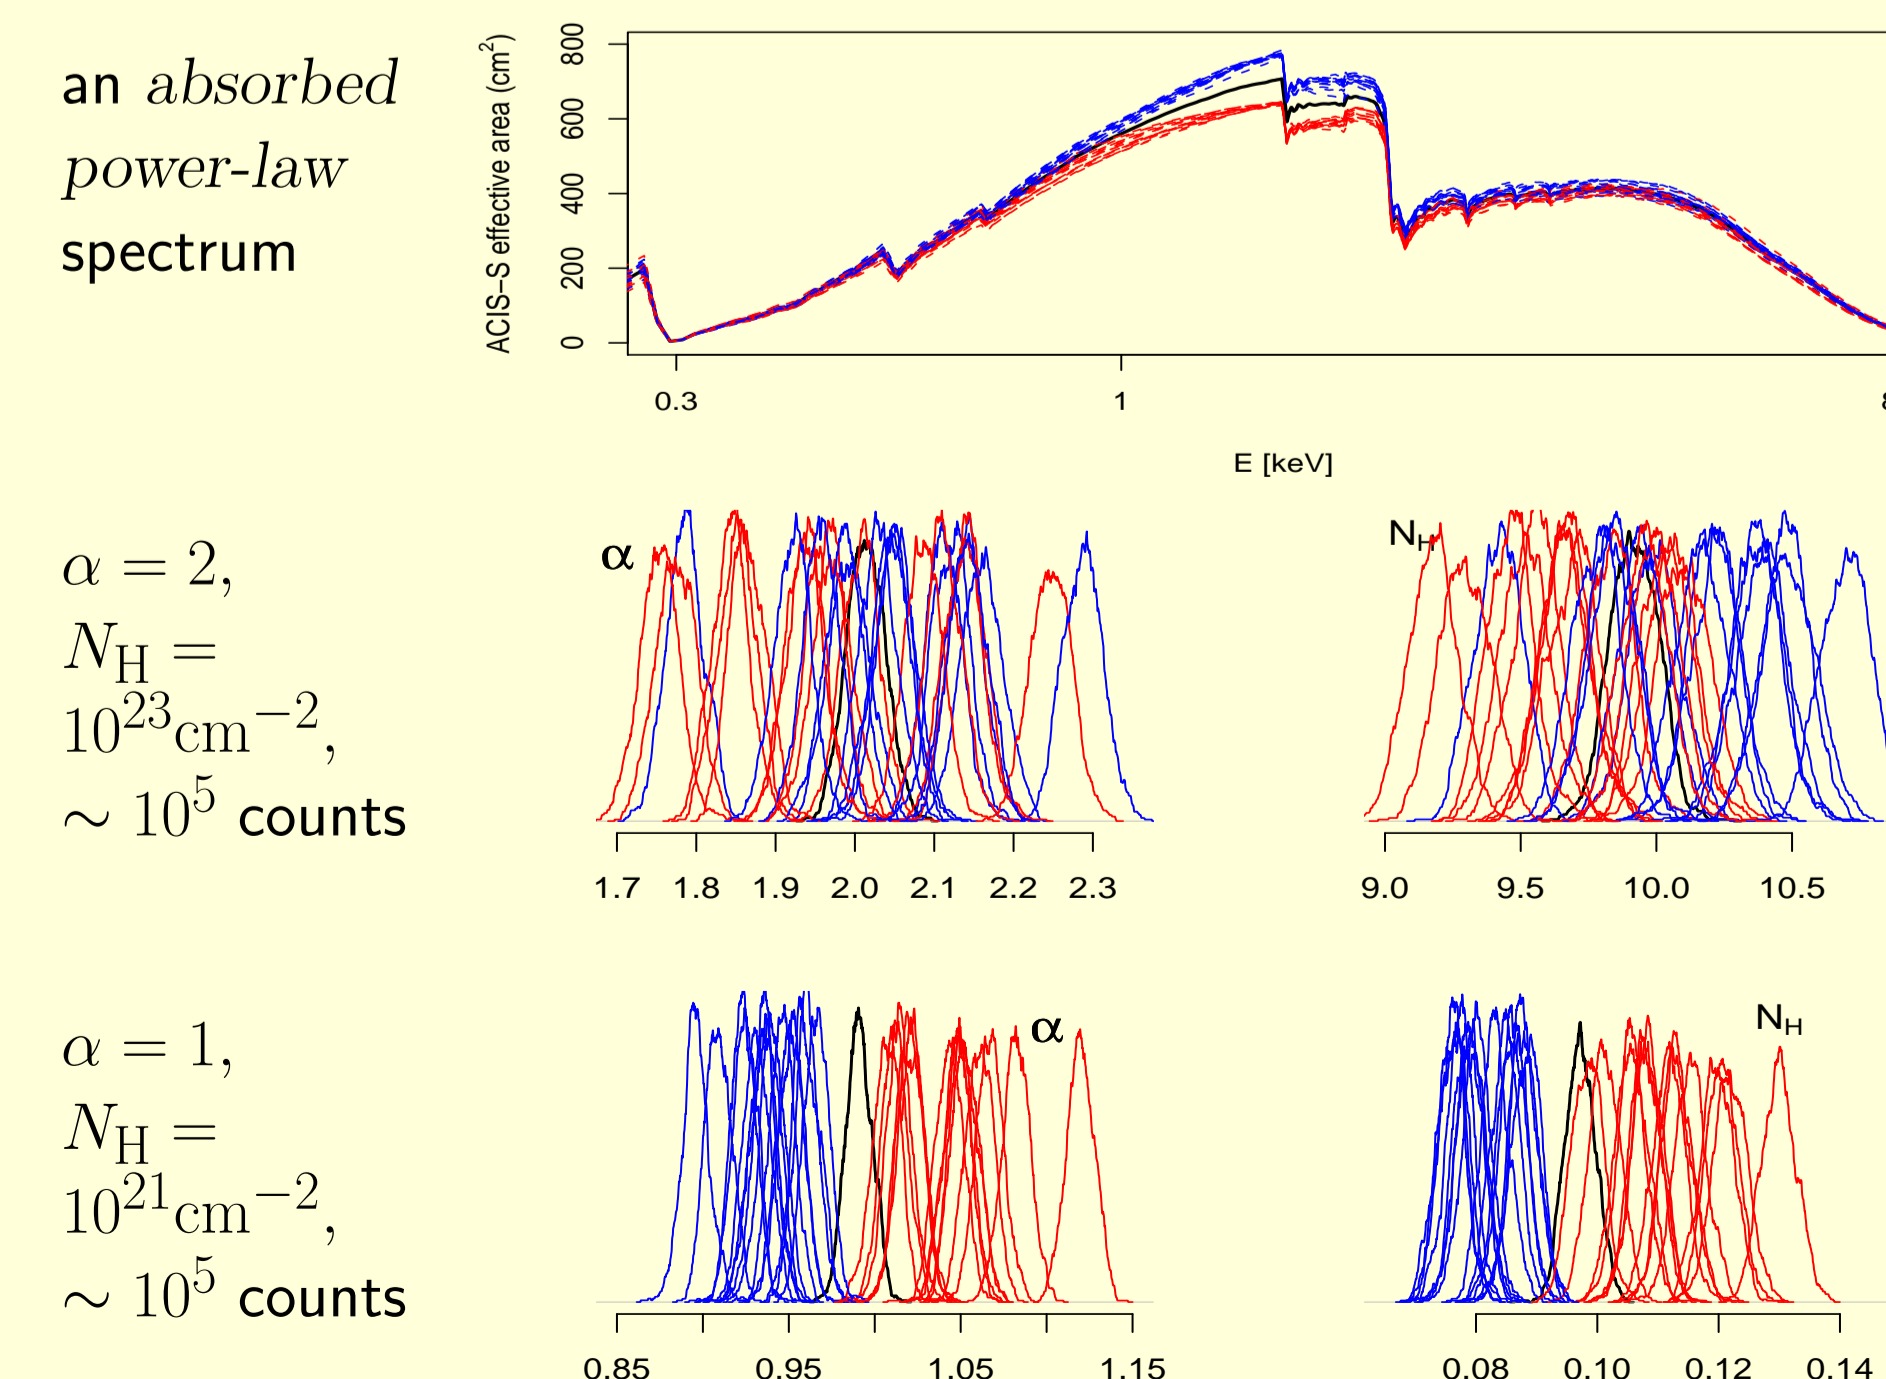 an absorbed
power-law
spectrum
ACIS–S effective area (cm²)
800
600
400
200
0
0.3 1
E [keV]
α = 2,
N_H =
10²³cm⁻²,
∼ 10⁵ counts
α
1.7 1.8 1.9 2.0 2.1 2.2 2.3
N_H
9.0 9.5 10.0 10.5
α = 1,
N_H =
10²¹cm⁻²,
∼ 10⁵ counts
α
0.85 0.95 1.05 1.15
N_H
0.08 0.10 0.12 0.14